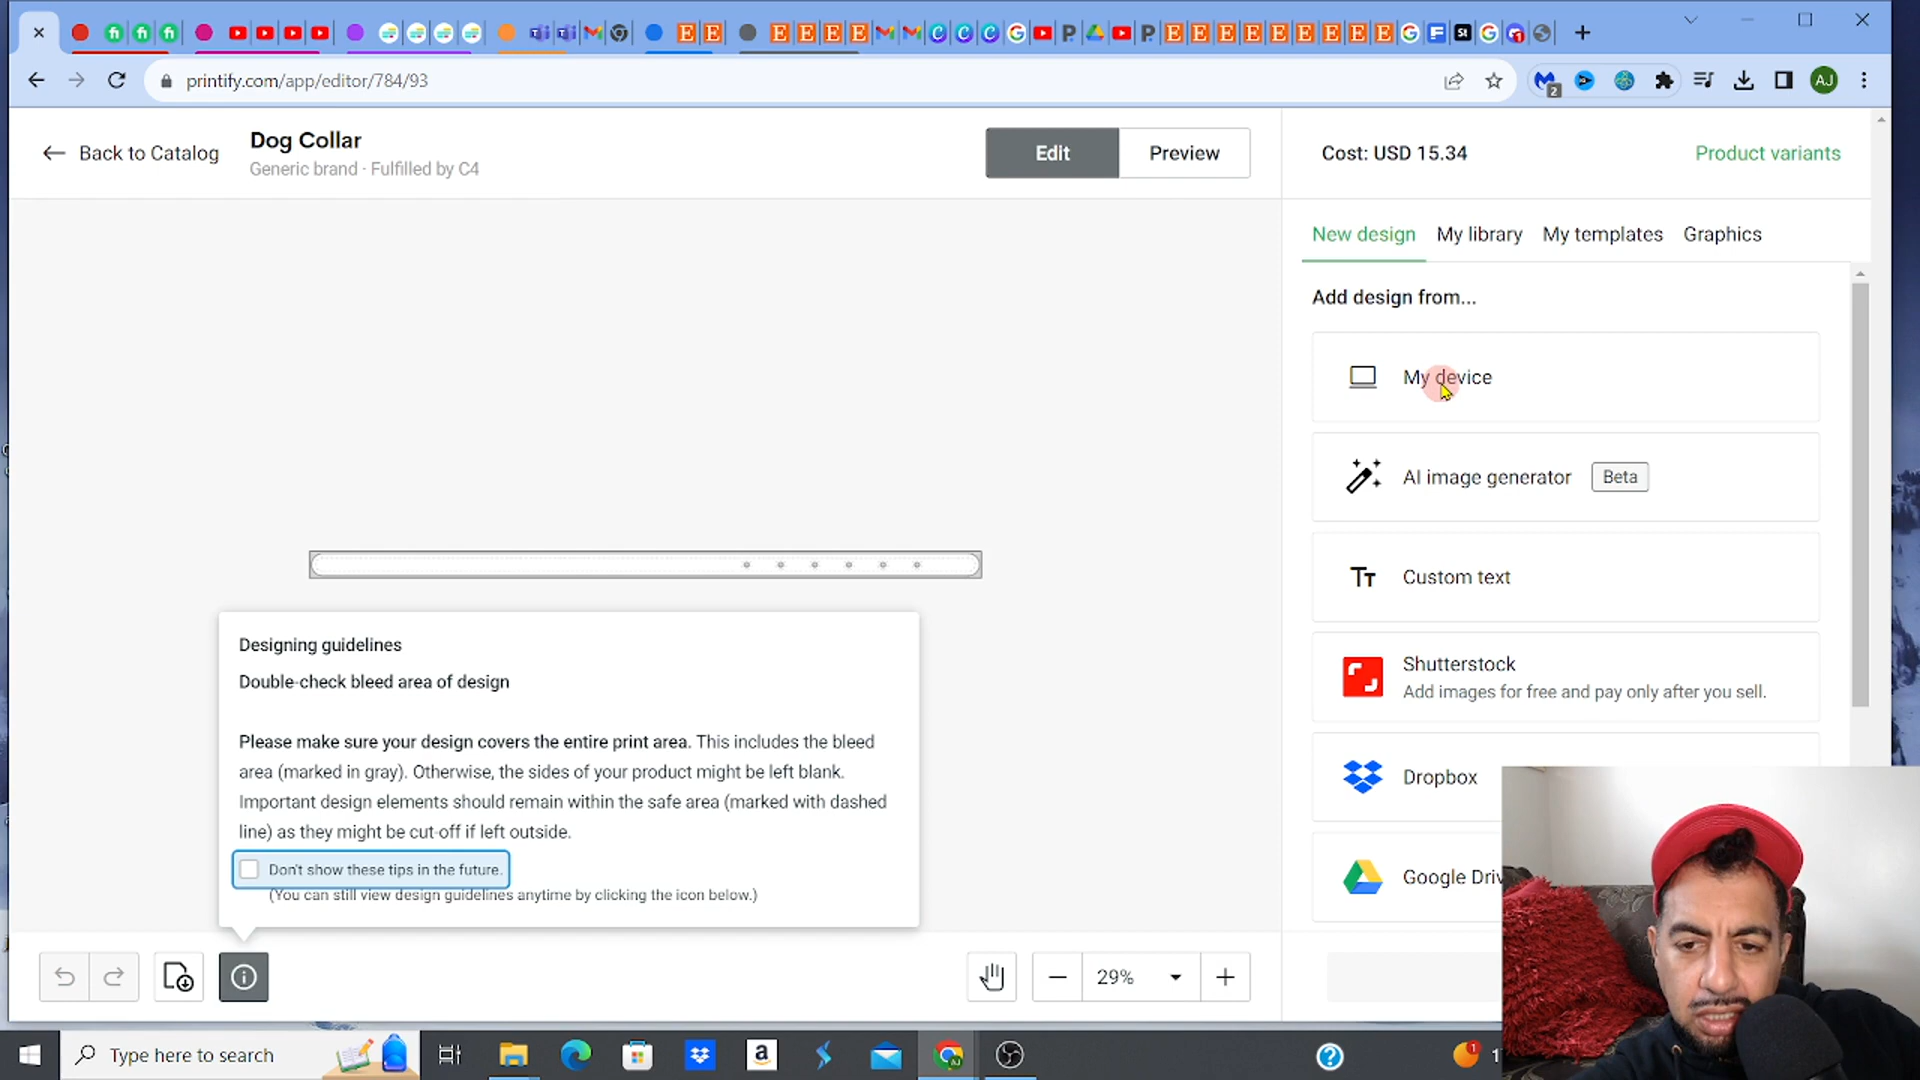 printify.com/app/editor/784/93
2
AJ
Back to Catalog
Dog Collar
Generic brand · Fulfilled by C4
Edit
Preview
Cost: USD 15.34
Product variants
New design
My library
My templates
Graphics
Add design from...
My device
AI image generator
Beta
Custom text
Shutterstock
Add images for free and pay only after you sell.
Dropbox
Designing guidelines
Double-check bleed area of design
Please make sure your design covers the entire print area. This includes the bleed
area (marked in gray). Otherwise, the sides of your product might be left blank.
Important design elements should remain within the safe area (marked with dashed
line) as they might be cut-off if left outside.
Don't show these tips in the future.
(You can still view design guidelines anytime by clicking the icon below.)
Google Driv
29%
Type here to search
1